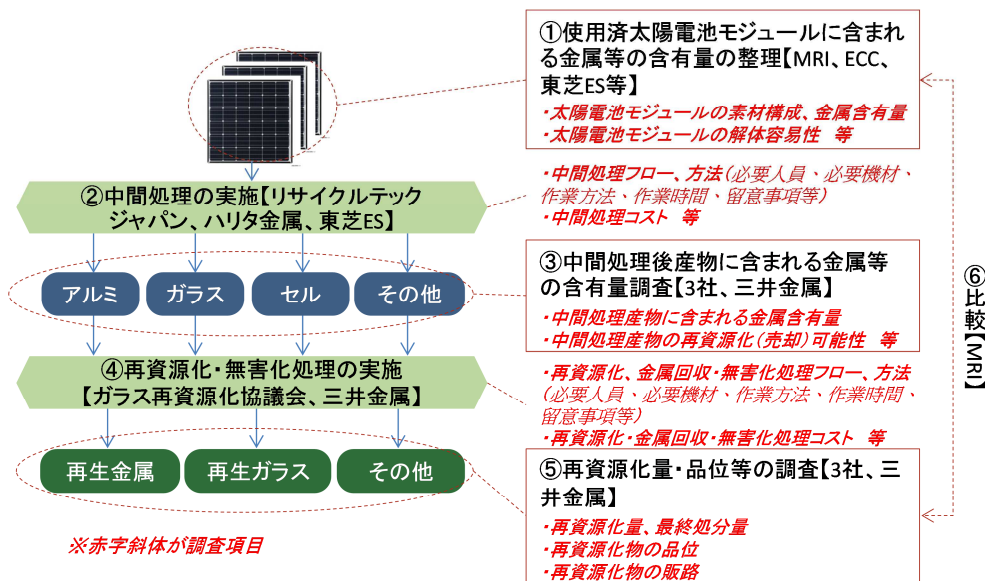 ①使用済太陽電池モジュールに含まれ
る金属等の含有量の整理【MRI、ECC、
東芝ES等】
・太陽電池モジュールの素材構成、金属含有量
・太陽電池モジュールの解体容易性 等
②中間処理の実施【リサイクルテック
ジャパン、ハリタ金属、東芝ES】
・中間処理フロー、方法(必要人員、必要機材、
作業方法、作業時間、留意事項等)
・中間処理コスト 等
アルミ
ガラス
セル
その他
③中間処理後産物に含まれる金属等
の含有量調査【3社、三井金属】
・中間処理産物に含まれる金属含有量
・中間処理産物の再資源化(売却)可能性 等
④再資源化・無害化処理の実施
【ガラス再資源化協議会、三井金属】
・再資源化、金属回収・無害化処理フロー、方法
(必要人員、必要機材、作業方法、作業時間、
留意事項等)
・再資源化・金属回収・無害化処理コスト 等
再生金属
再生ガラス
その他
⑤再資源化量・品位等の調査【3社、三
井金属】
・再資源化量、最終処分量
・再資源化物の品位
・再資源化物の販路
⑥比較【MRI】
※赤字斜体が調査項目